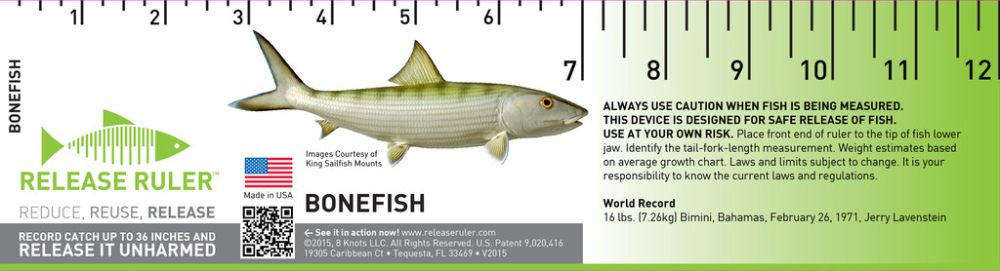 1 2 3 4 5 6 7 8 9 10 11 12
BONEFISH
RELEASE RULER™
REDUCE, REUSE, RELEASE
RECORD CATCH UP TO 36 INCHES AND
RELEASE IT UNHARMED
Images Courtesy of
King Sailfish Mounts
Made in USA
BONEFISH
← See it in action now! www.releaseruler.com
©2015, 8 Knots LLC. All Rights Reserved. U.S. Patent 9,020,416
19305 Caribbean Ct • Tequesta, FL 33469 • V2015
ALWAYS USE CAUTION WHEN FISH IS BEING MEASURED.
THIS DEVICE IS DESIGNED FOR SAFE RELEASE OF FISH.
USE AT YOUR OWN RISK. Place front end of ruler to the tip of fish lower
jaw. Identify the tail-fork-length measurement. Weight estimates based
on average growth chart. Laws and limits subject to change. It is your
responsibility to know the current laws and regulations.
World Record
16 lbs. (7.26kg) Bimini, Bahamas, February 26, 1971, Jerry Lavenstein